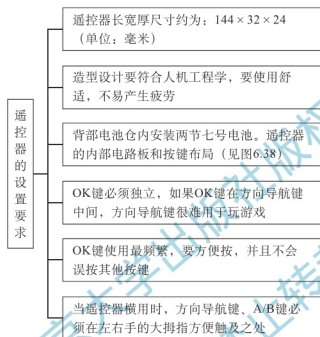 遥控器的设置要求
遥控器长宽厚尺寸约为：144×32×24
（单位：毫米）
造型设计要符合人机工程学，要使用舒
适，不易产生疲劳
背部电池仓内安装两节七号电池。遥控器
的内部电路板和按键布局（见图6.38）
OK键必须独立，如果OK键在方向导航键
中间，方向导航键很难用于玩游戏
OK键使用最频繁，要方便按，并且不会
误按其他按键
当遥控器横用时，方向导航键、A/B键必
须在左右手的大拇指方便触及之处